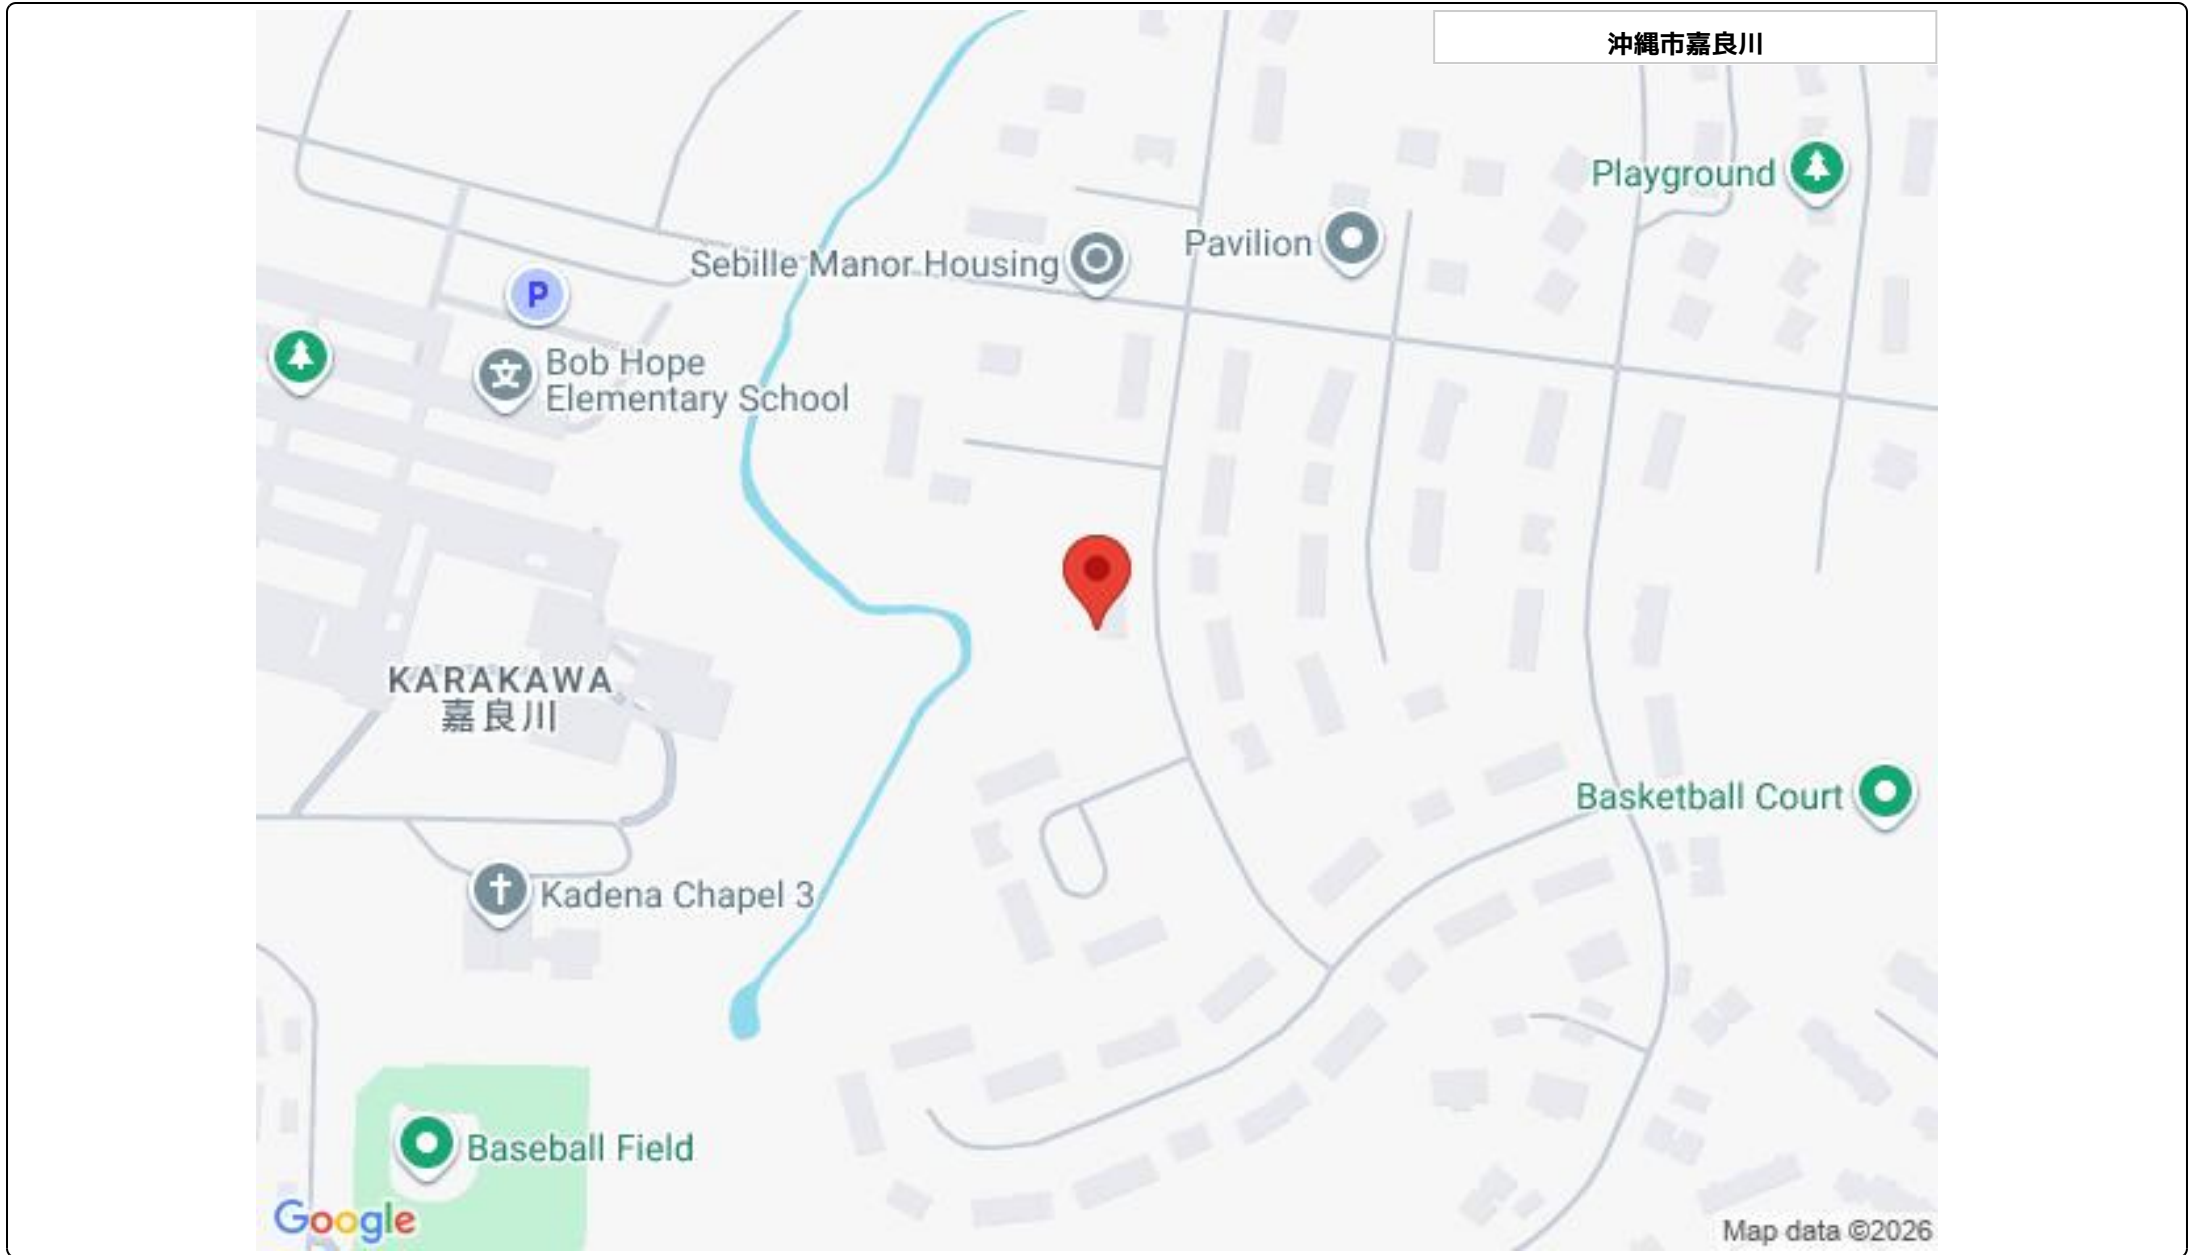 沖縄市嘉良川
Playground
Pavilion
Sebille Manor Housing
P
Bob Hope
Elementary School
KARAKAWA
嘉良川
Basketball Court
Kadena Chapel 3
Baseball Field
Google
Map data ©2026